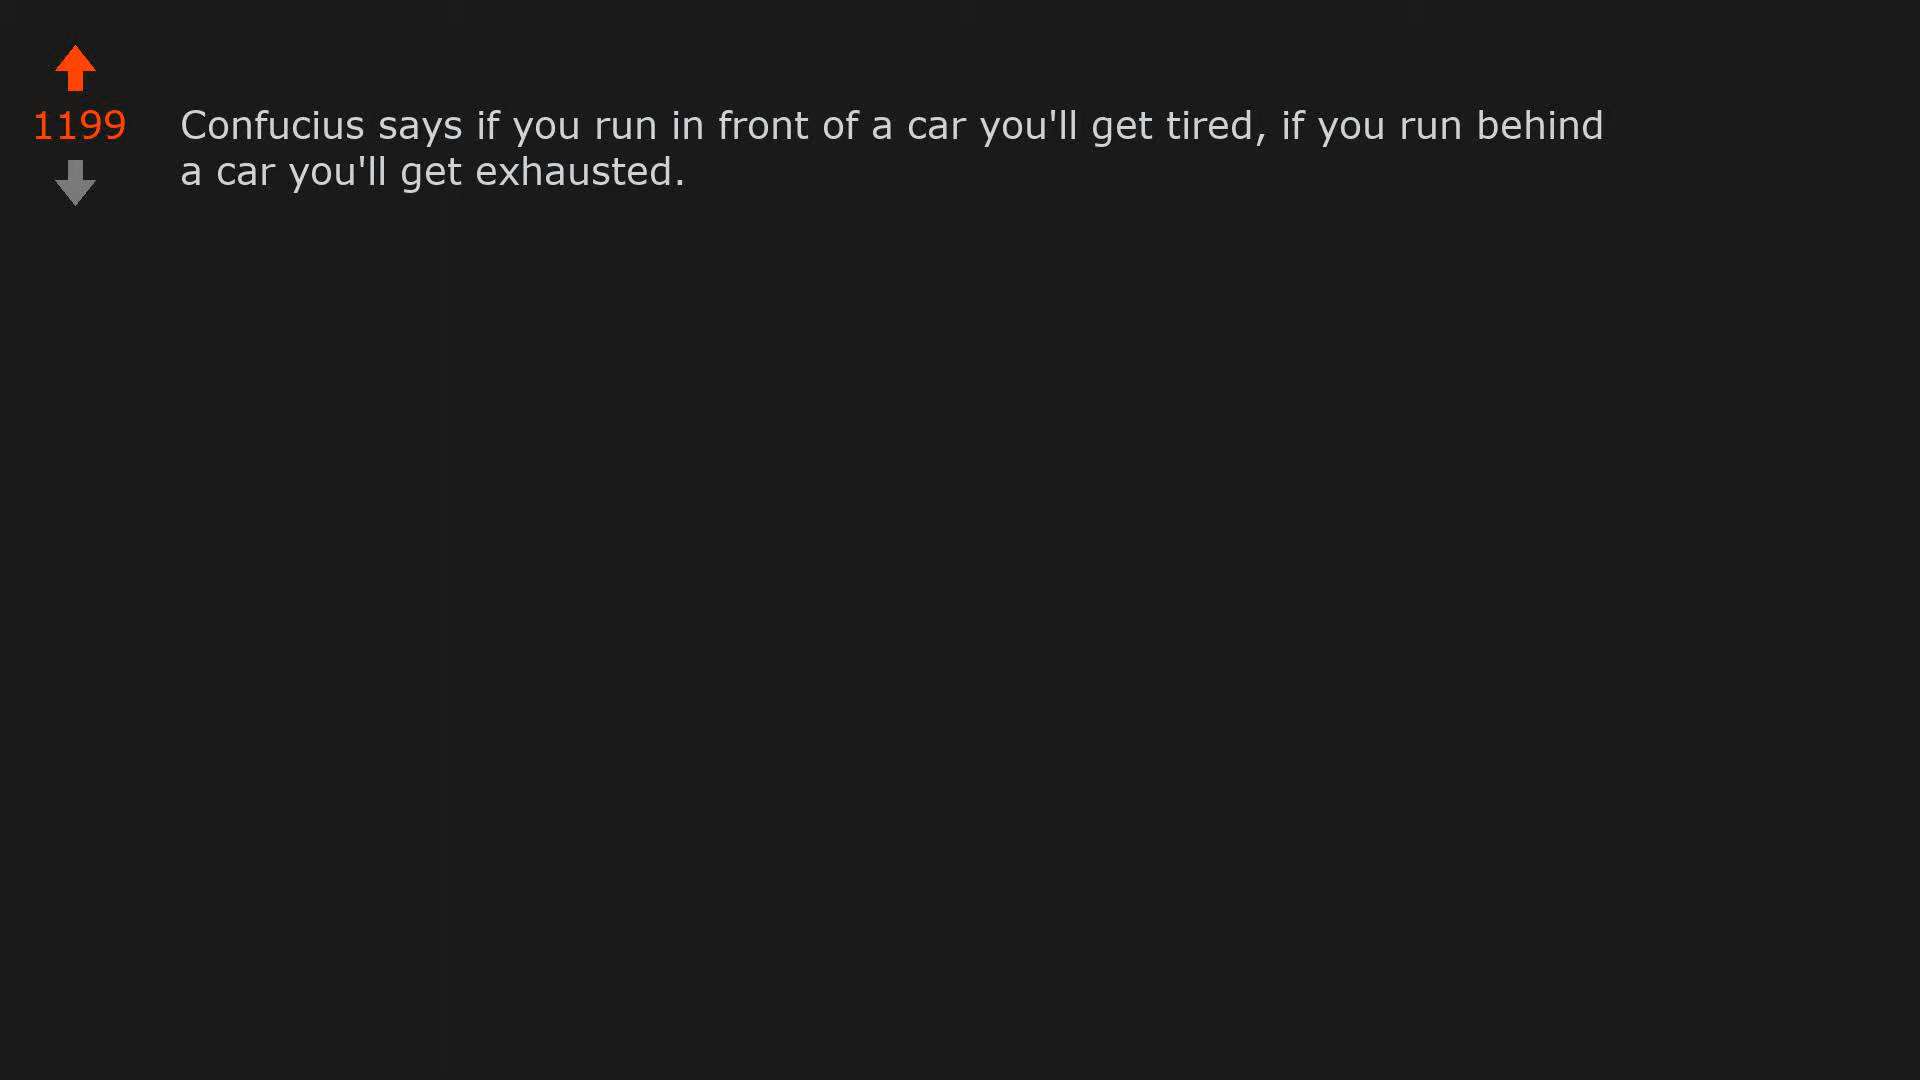 1199
Confucius says if you run in front of a car you'll get tired, if you run behind
a car you'll get exhausted.